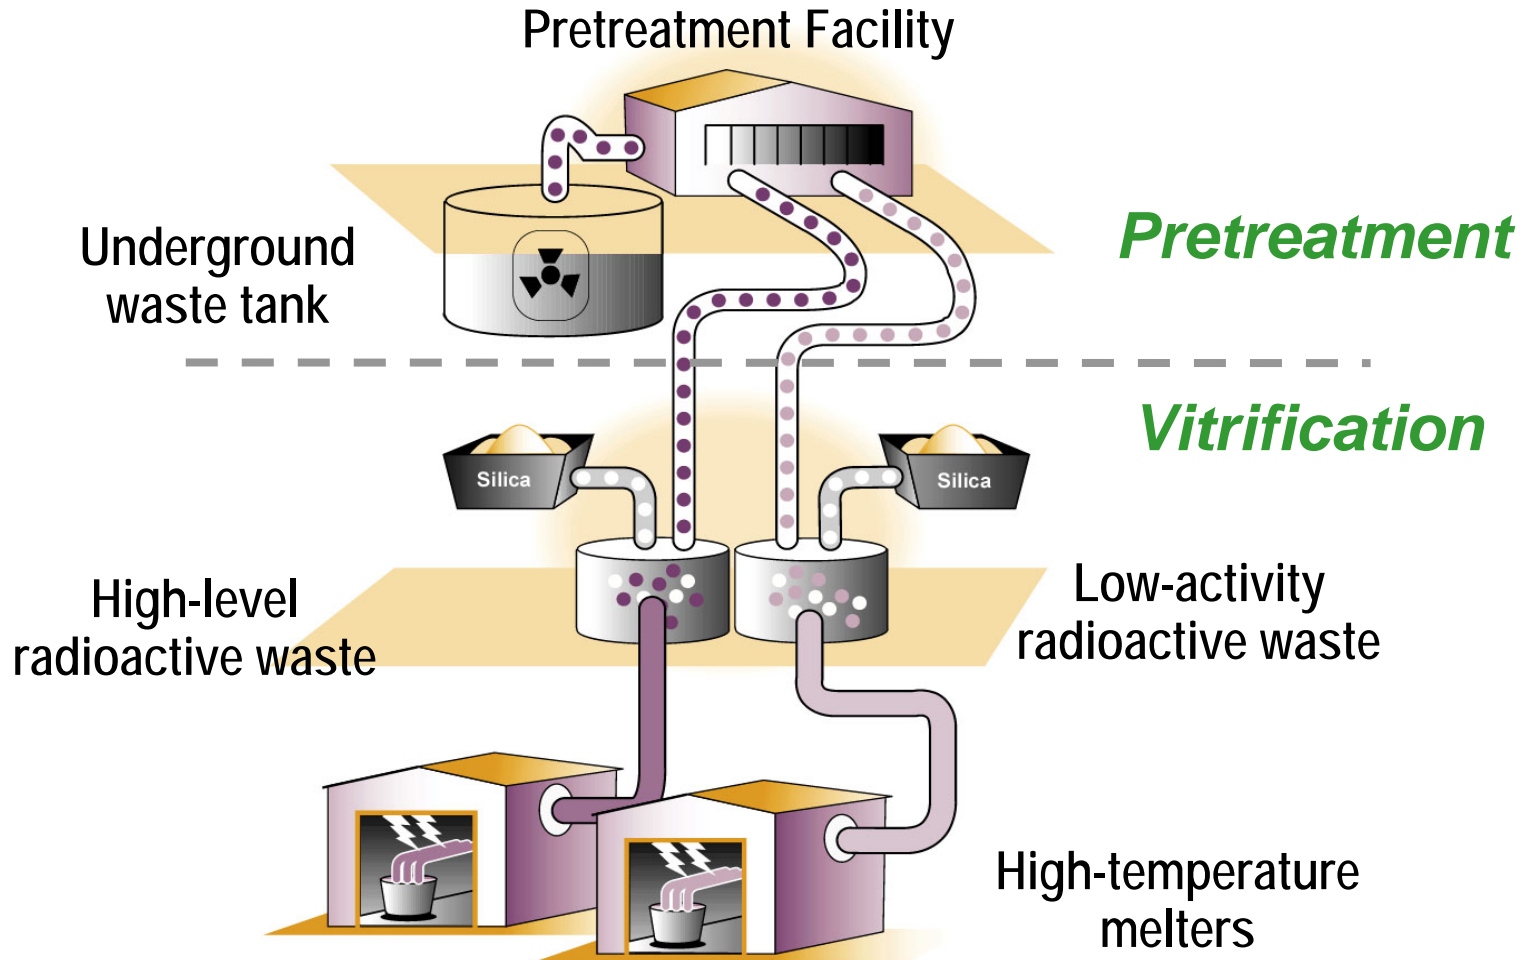 Pretreatment Facility
Underground
waste tank
Pretreatment
Vitrification
Silica
Silica
High-level
radioactive waste
Low-activity
radioactive waste
High-temperature
melters